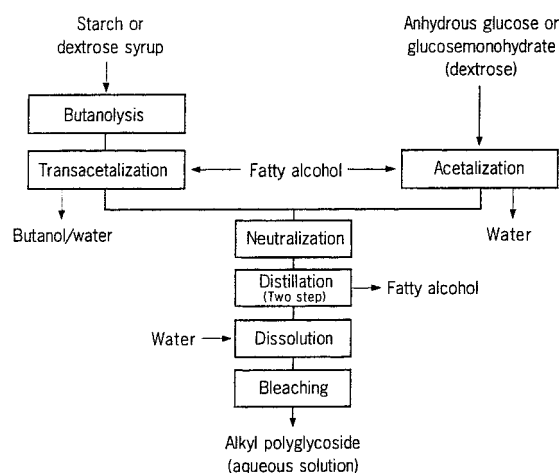 Starch or
dextrose syrup
Anhydrous glucose or
glucosemonohydrate
(dextrose)
Butanolysis
Transacetalization
Fatty alcohol
Acetalization
Butanol/water
Water
Neutralization
Distillation
(Two step)
Fatty alcohol
Water
Dissolution
Bleaching
Alkyl polyglycoside
(aqueous solution)